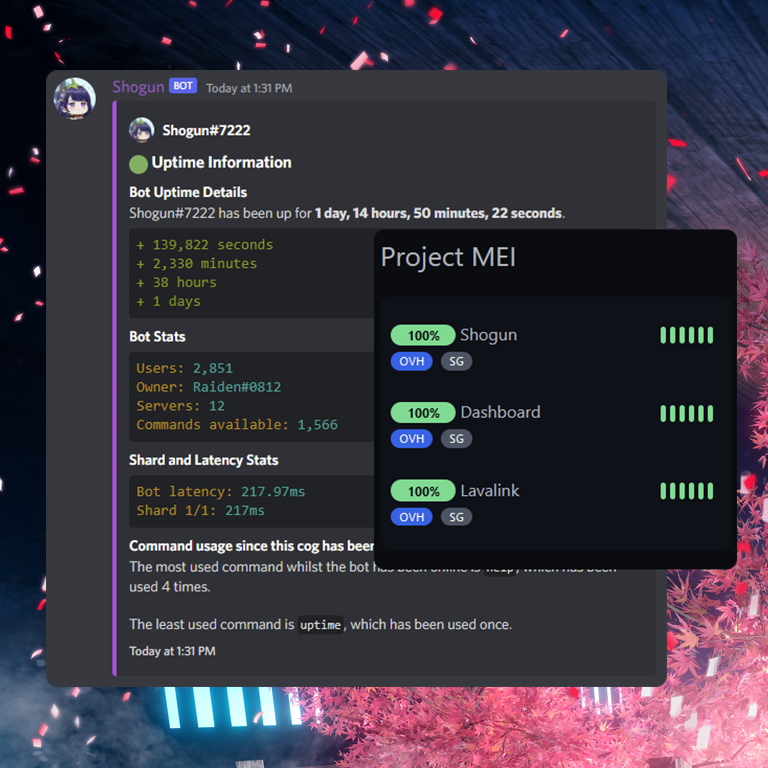 Shogun BOT Today at 1:31 PM
Shogun#7222
Uptime Information
Bot Uptime Details
Shogun#7222 has been up for 1 day, 14 hours, 50 minutes, 22 seconds.
+ 139,822 seconds
+ 2,330 minutes
+ 38 hours
+ 1 days
Bot Stats
Users: 2,851
Owner: Raiden#0812
Servers: 12
Commands available: 1,566
Shard and Latency Stats
Bot latency: 217.97ms
Shard 1/1: 217ms
Command usage since this cog has been
The most used command whilst the bot has been online is help, which has been
used 4 times.
The least used command is uptime, which has been used once.
Today at 1:31 PM
Project MEI
100% Shogun
OVH SG
100% Dashboard
OVH SG
100% Lavalink
OVH SG